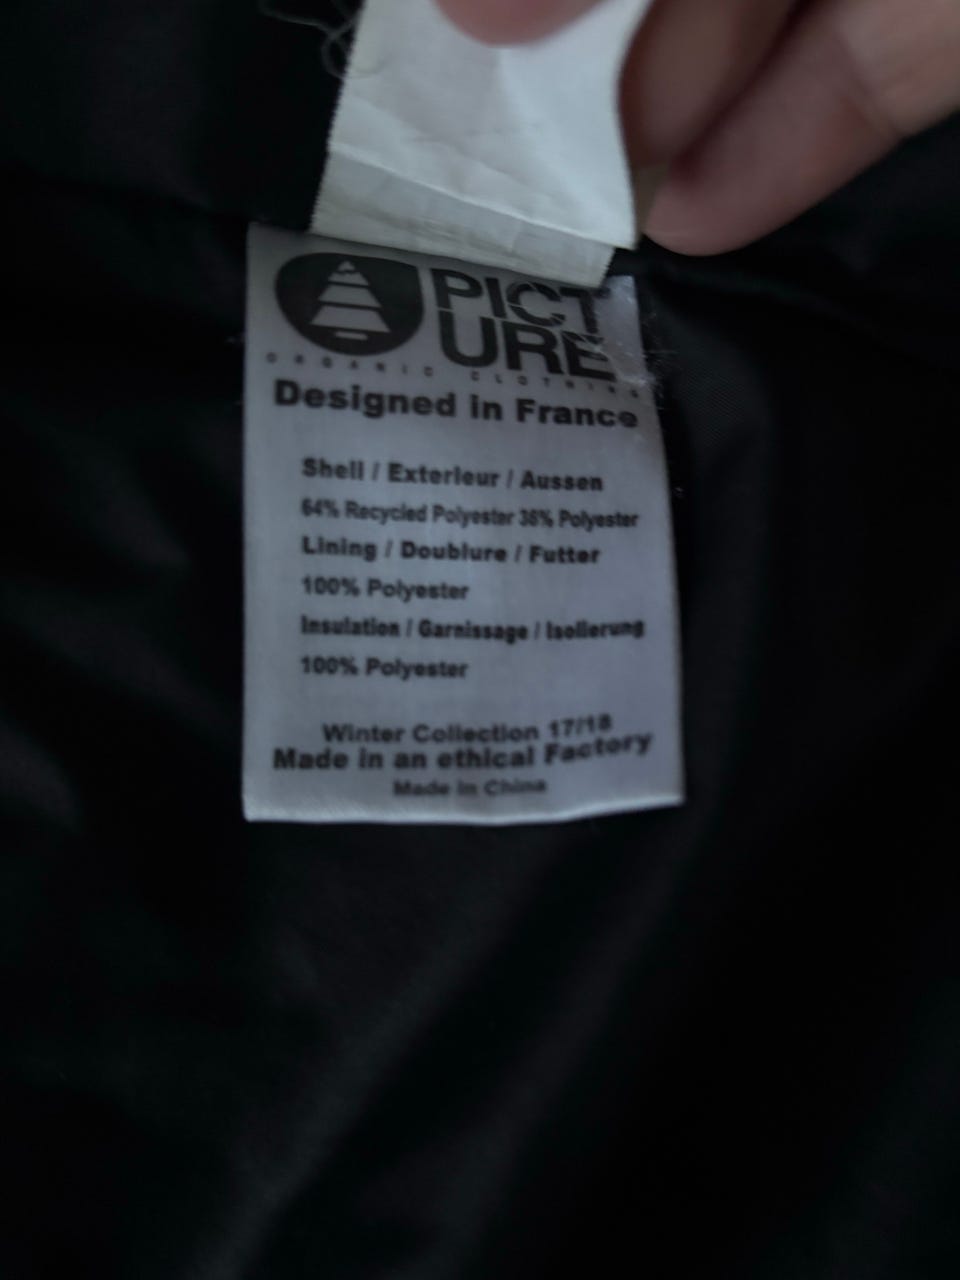 PICT
URE
ORGANIC CLOTHING
Designed in France
Shell / Exterieur / Aussen
64% Recycled Polyester 36% Polyester
Lining / Doublure / Futter
100% Polyester
Insulation / Garnissage / Isolierung
100% Polyester
Winter Collection 17/18
Made in an ethical Factory
Made in China